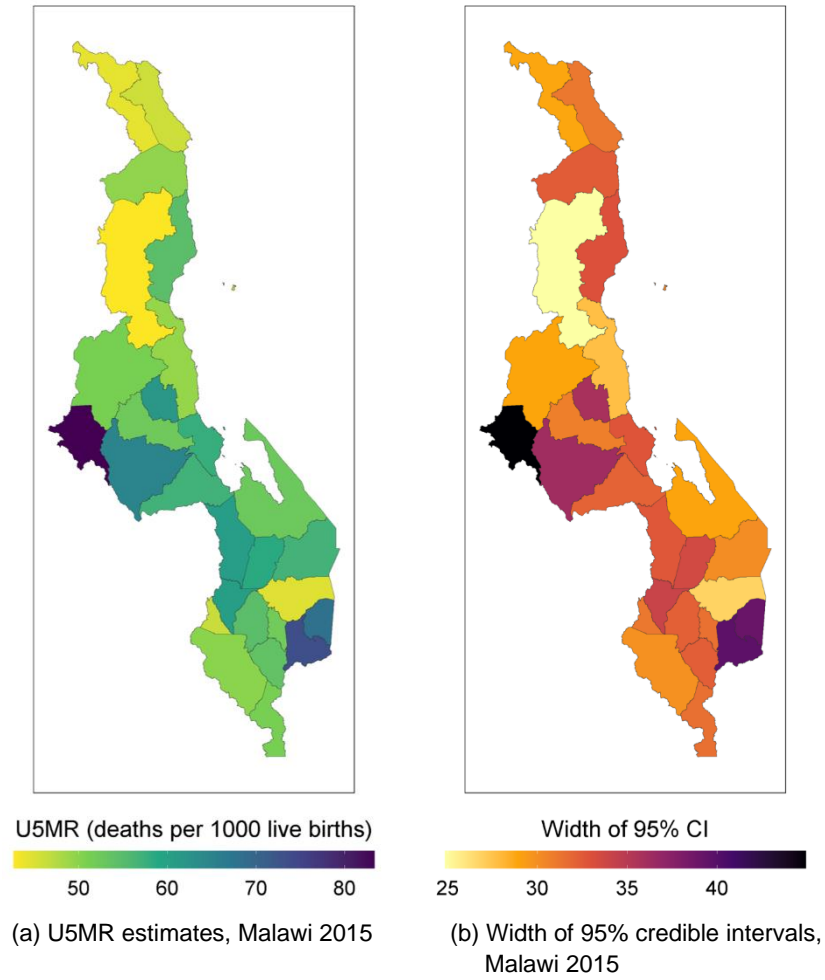 U5MR (deaths per 1000 live births)
50 60 70 80
(a) U5MR estimates, Malawi 2015
Width of 95% CI
25 30 35 40
(b) Width of 95% credible intervals,
Malawi 2015